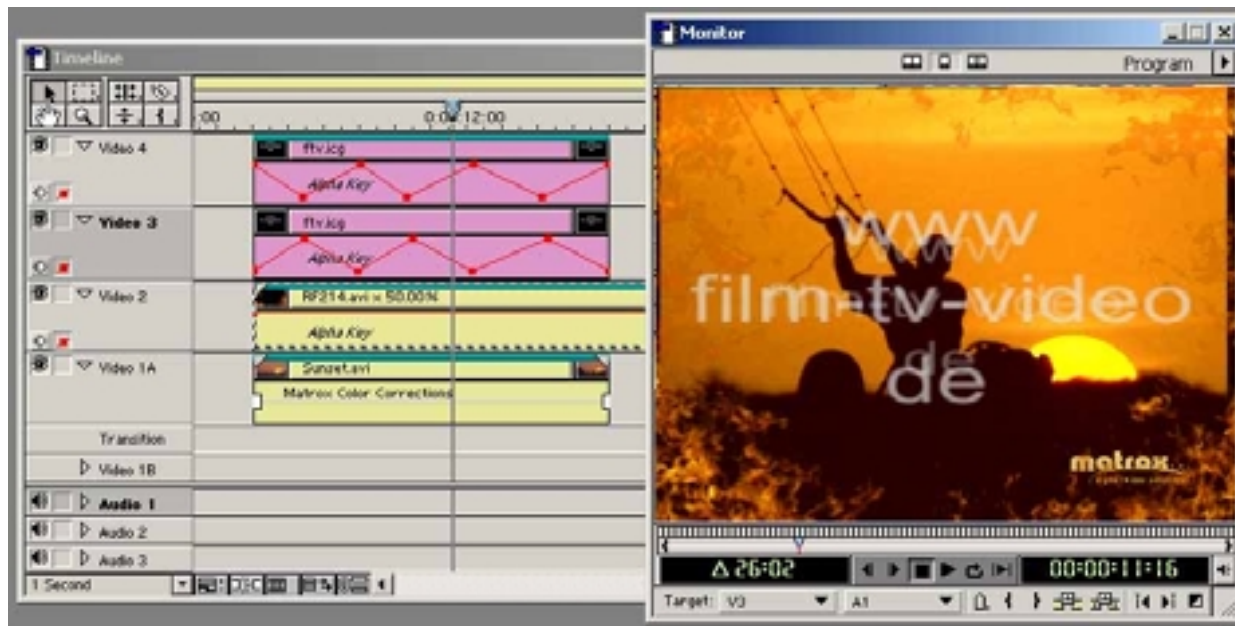 Timeline
:00
0:00:12:00
Video 4
ftv.icg
Alpha Key
Video 3
ftv.icg
Alpha Key
Video 2
RF214.avi x 50.00%
Alpha Key
Video 1A
Sunset.avi
Matrox Color Corrections
Transition
Video 1B
Audio 1
Audio 2
Audio 3
1 Second
Monitor
Program
www
film-tv-video
de
matrox
Δ 26:02
00:00:11:16
Target: V3
A1